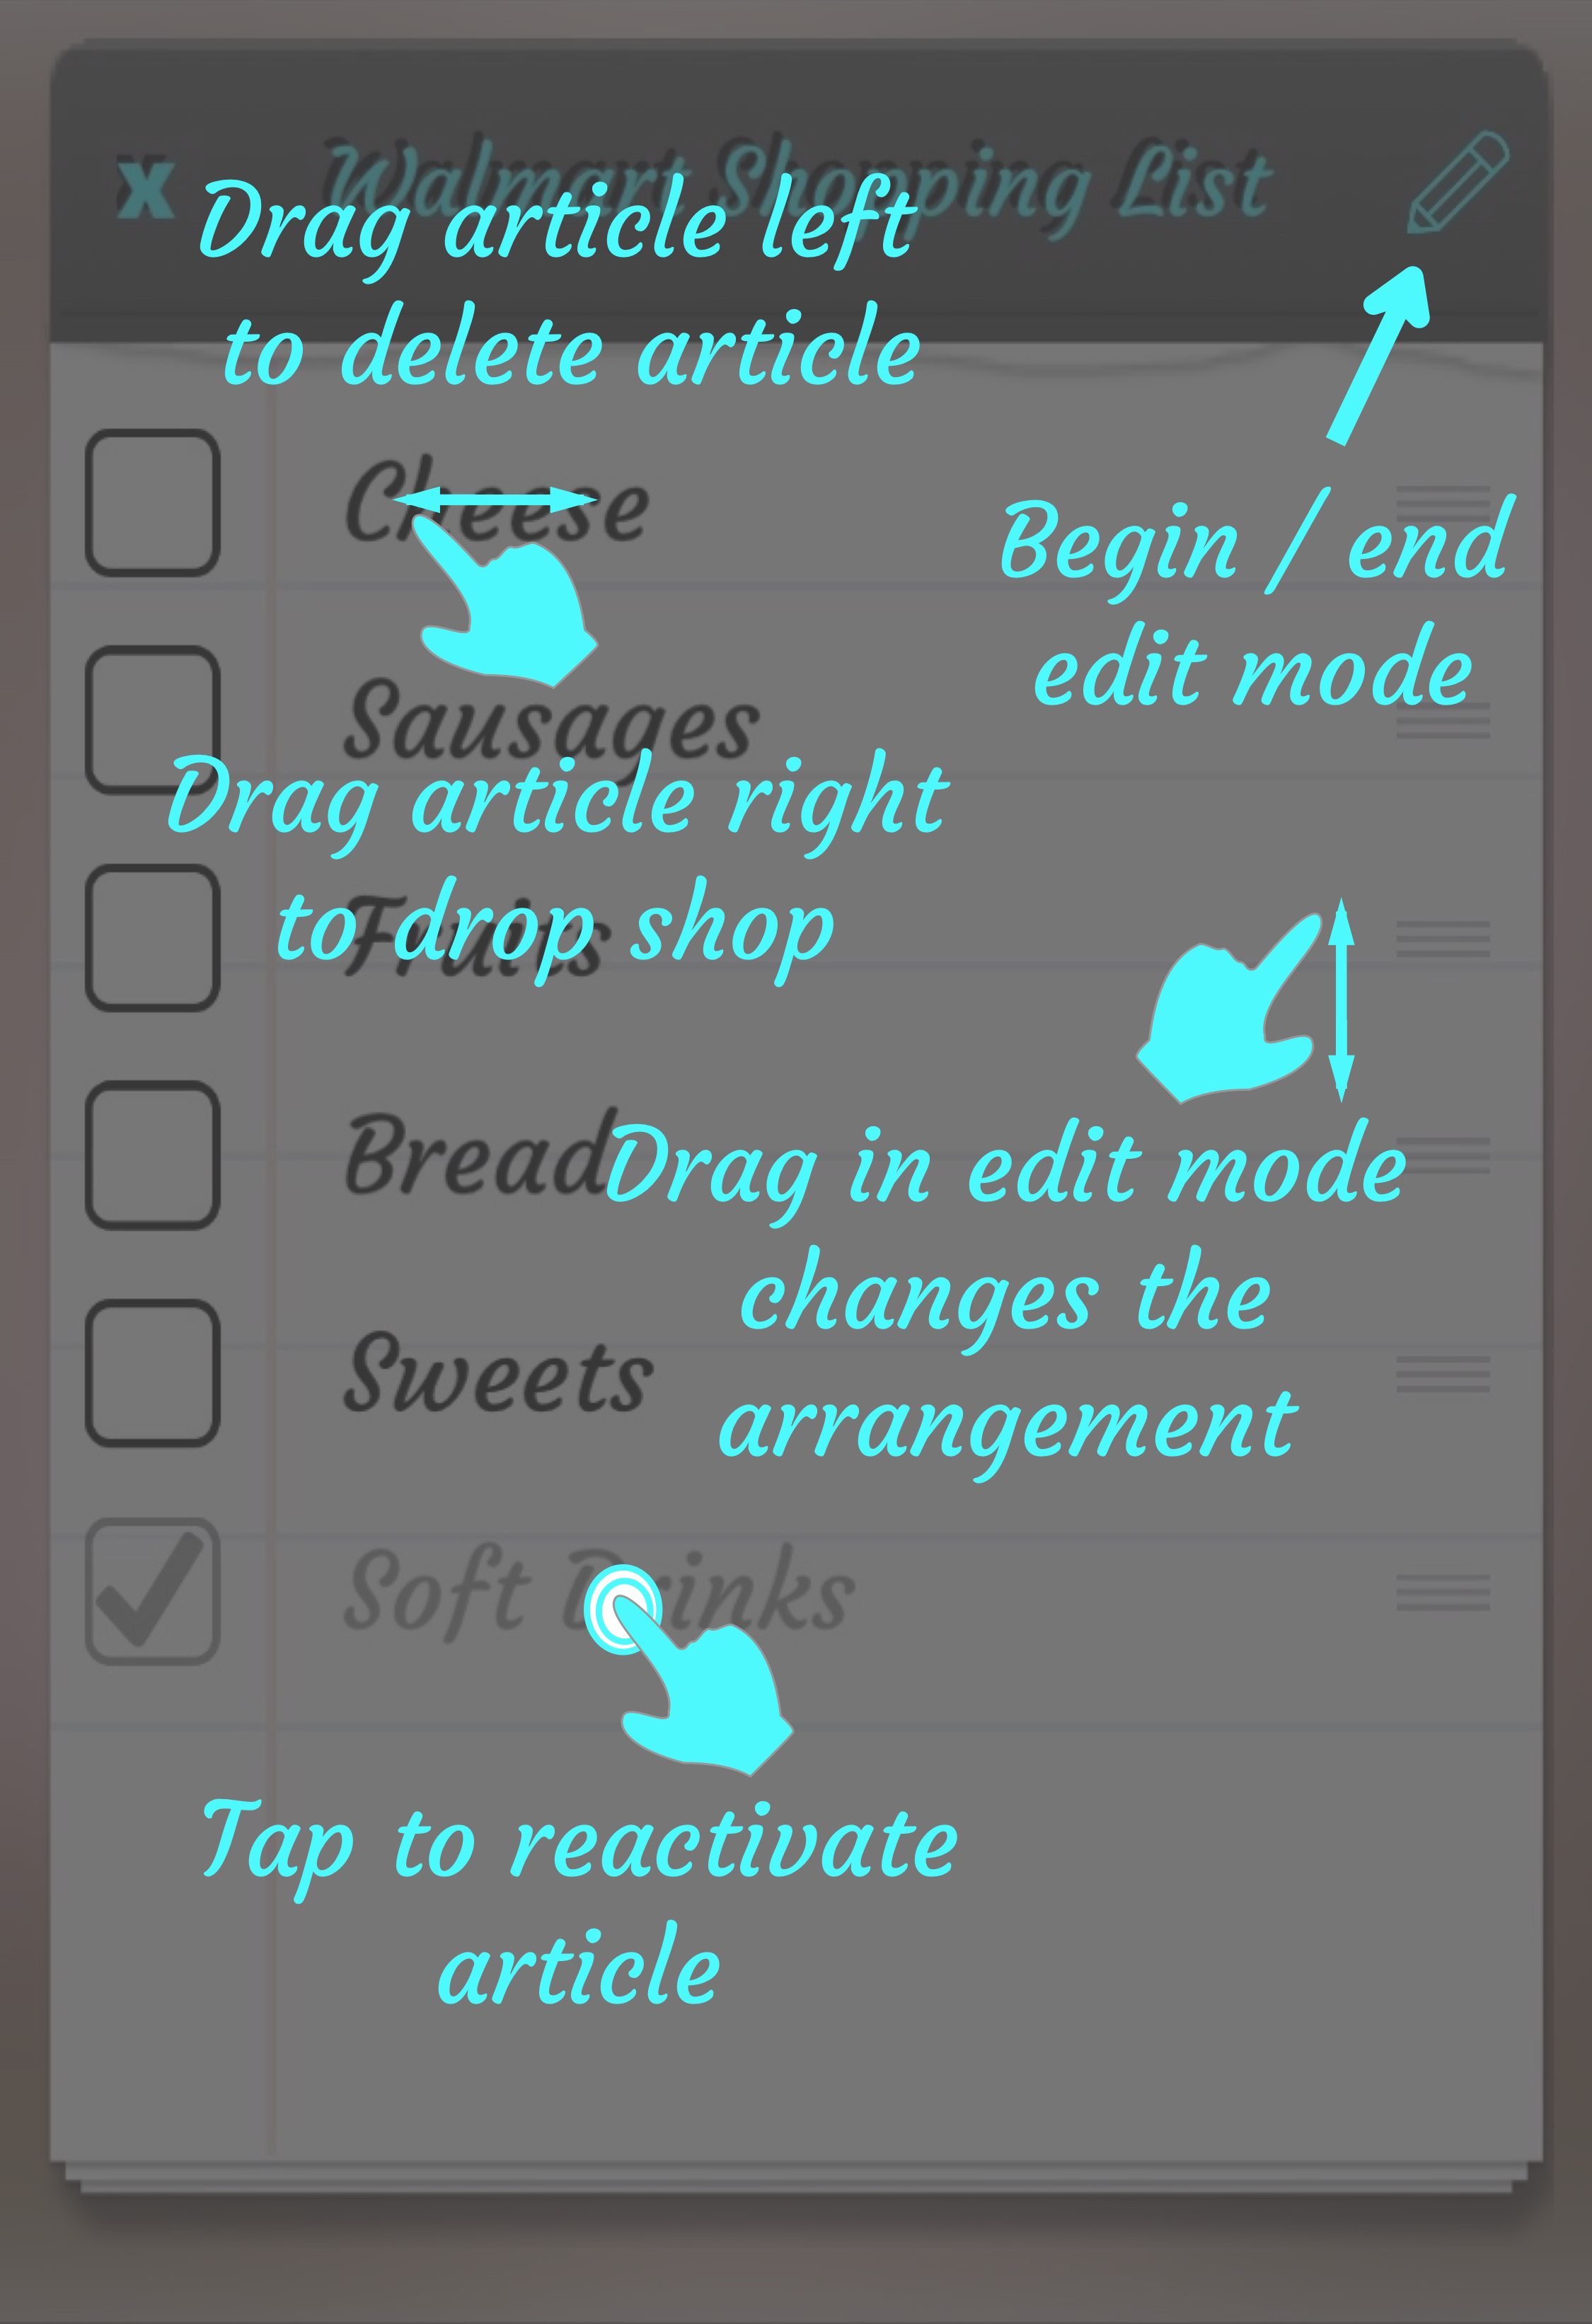 X
Walmart Shopping List
Drag article left
to delete article
Cheese
Begin / end
edit mode
Sausages
Drag article right
to drop shop
Fruits
Bread
Drag in edit mode
changes the
arrangement
Sweets
Soft Drinks
Tap to reactivate
article